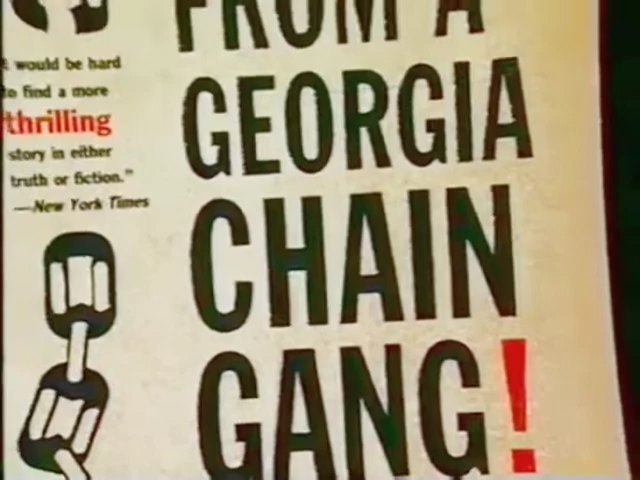 FROM A
GEORGIA
CHAIN
GANG!
would be hard
to find a more
thrilling
story in either
truth or fiction."
—New York Times